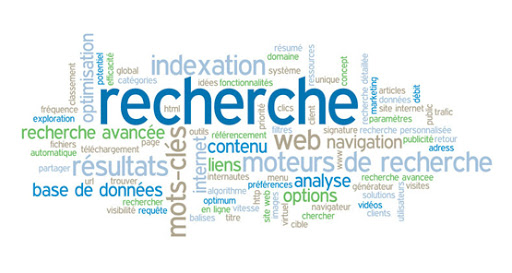 résumé
domaine
ressources
concept
potentiel
efficacité
classement
optimisation
global
catégories
indexation
système
idées
fonctionnalités
unique
recherche détaillée
marketing
articles
débit
données
site internet
public
trafic
fréquence
html
recherche
priorité
clics
client
paramètres
exploration
recherche avancée
outils
référencement
filtres
signature
recherche personnalisée
fichiers
page
contenu
web
navigation
publicité
retour
automatique
téléchargement
mots-clés
internet
liens
www
adress
partager
résultats
moteurs de recherche
internautes
menu
recherche avancee
url
trouver
algorithme
préférences
analyse
générateur
visites
base de données
optimum
http
options
solutions
utilisateurs
rechercher
site web
images
virtuel
navigateur
vidéos
visibilité
requête
en ligne
vitesse
chercher
clients
balises
titre
cible